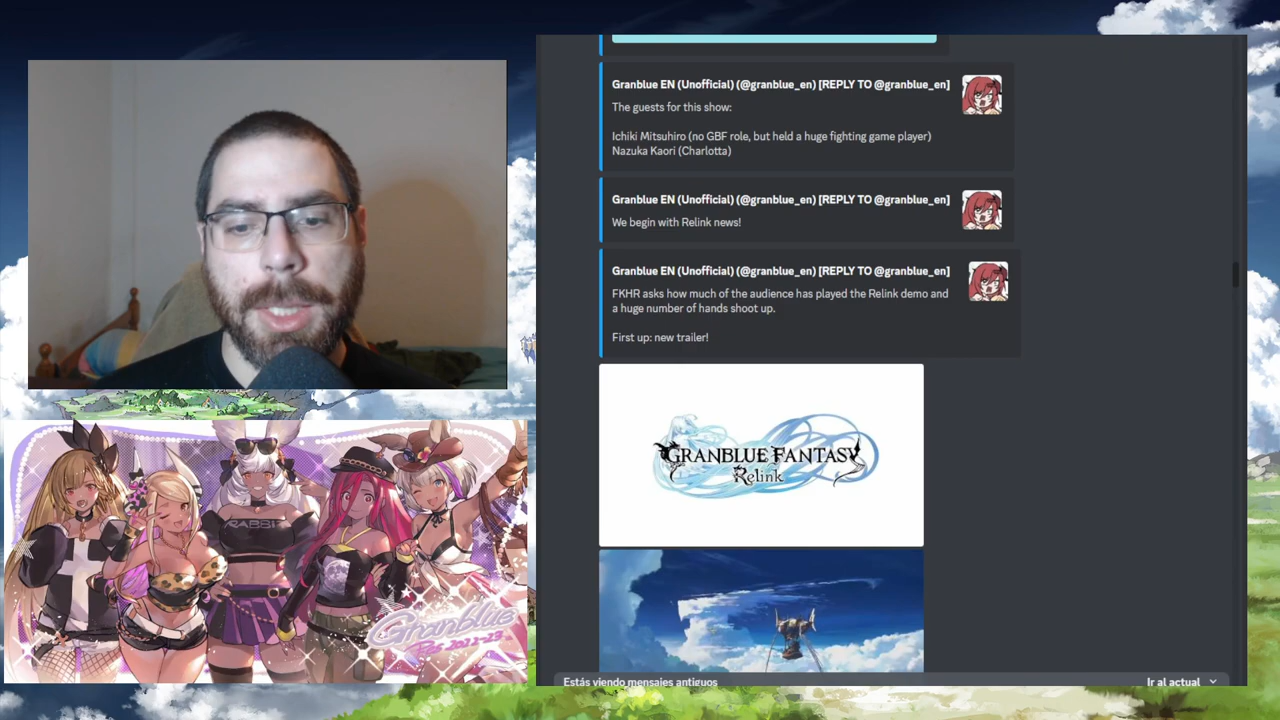 Granblue EN (Unofficial) (@granblue_en) [REPLY TO @granblue_en]
The guests for this show:
Ichiki Mitsuhiro (no GBF role, but held a huge fighting game player)
Nazuka Kaori (Charlotta)
Granblue EN (Unofficial) (@granblue_en) [REPLY TO @granblue_en]
We begin with Relink news!
Granblue EN (Unofficial) (@granblue_en) [REPLY TO @granblue_en]
FKHR asks how much of the audience has played the Relink demo and
a huge number of hands shoot up.
First up: new trailer!
GRANBLUE FANTASY
Relink
Estás viendo mensajes antiguos
Ir al actual
RABBIT
Granblue
Fes 2022-23